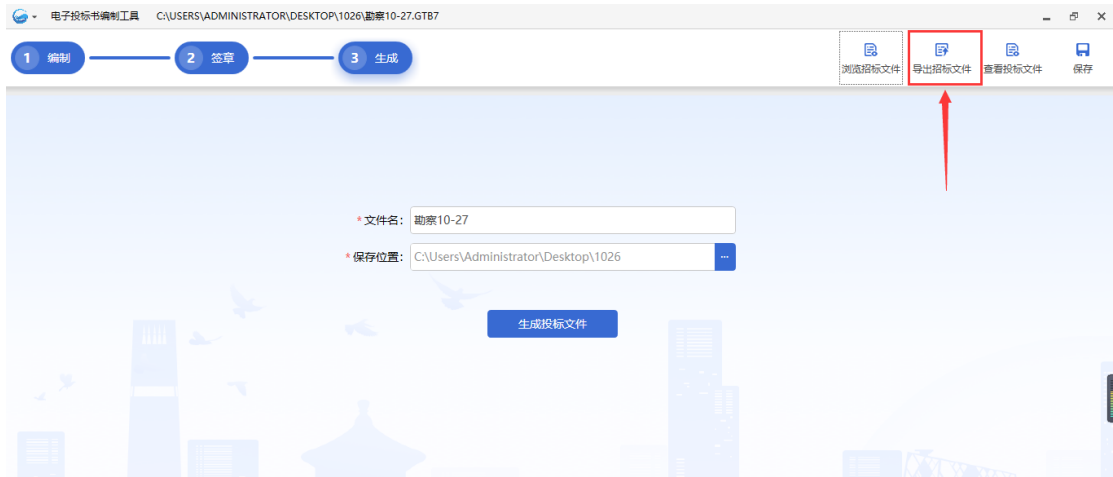 电子投标书编制工具 C:\USERS\ADMINISTRATOR\DESKTOP\1026\勘察10-27.GTB7
1 编制 2 签章 3 生成
浏览招标文件 导出招标文件 查看投标文件 保存
*文件名: 勘察10-27
*保存位置: C:\Users\Administrator\Desktop\1026 ...
生成投标文件